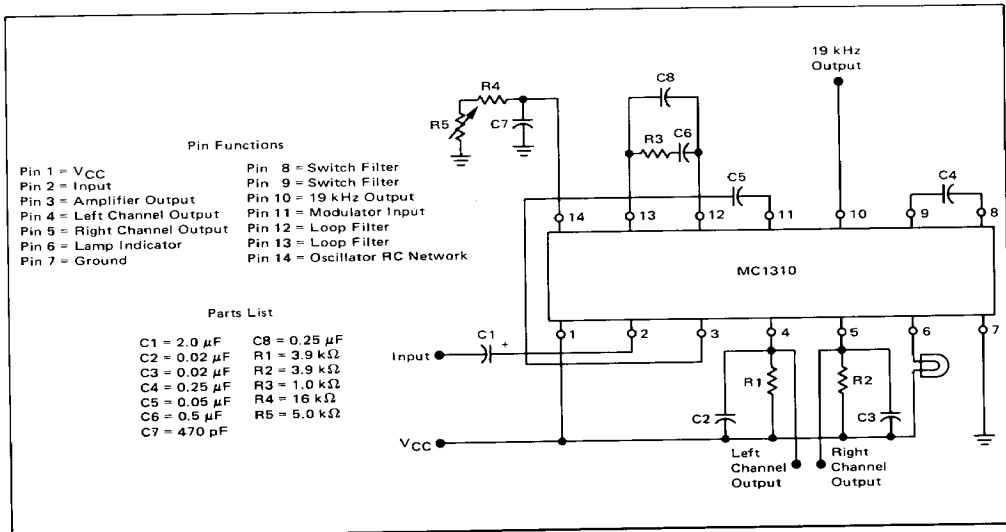 19 kHz
Output
C8
R4
R5
C7
R3
C6
C5
C4
14
13
12
11
10
9
8
Pin Functions
Pin 1 = VCC
Pin 2 = Input
Pin 3 = Amplifier Output
Pin 4 = Left Channel Output
Pin 5 = Right Channel Output
Pin 6 = Lamp Indicator
Pin 7 = Ground
Pin 8 = Switch Filter
Pin 9 = Switch Filter
Pin 10 = 19 kHz Output
Pin 11 = Modulator Input
Pin 12 = Loop Filter
Pin 13 = Loop Filter
Pin 14 = Oscillator RC Network
MC1310
Parts List
C1 = 2.0 μF
C2 = 0.02 μF
C3 = 0.02 μF
C4 = 0.25 μF
C5 = 0.05 μF
C6 = 0.5 μF
C7 = 470 pF
C8 = 0.25 μF
R1 = 3.9 kΩ
R2 = 3.9 kΩ
R3 = 1.0 kΩ
R4 = 16 kΩ
R5 = 5.0 kΩ
1
2
3
4
5
6
7
C1
+
Input
R1
R2
C2
C3
VCC
Left
Channel
Output
Right
Channel
Output